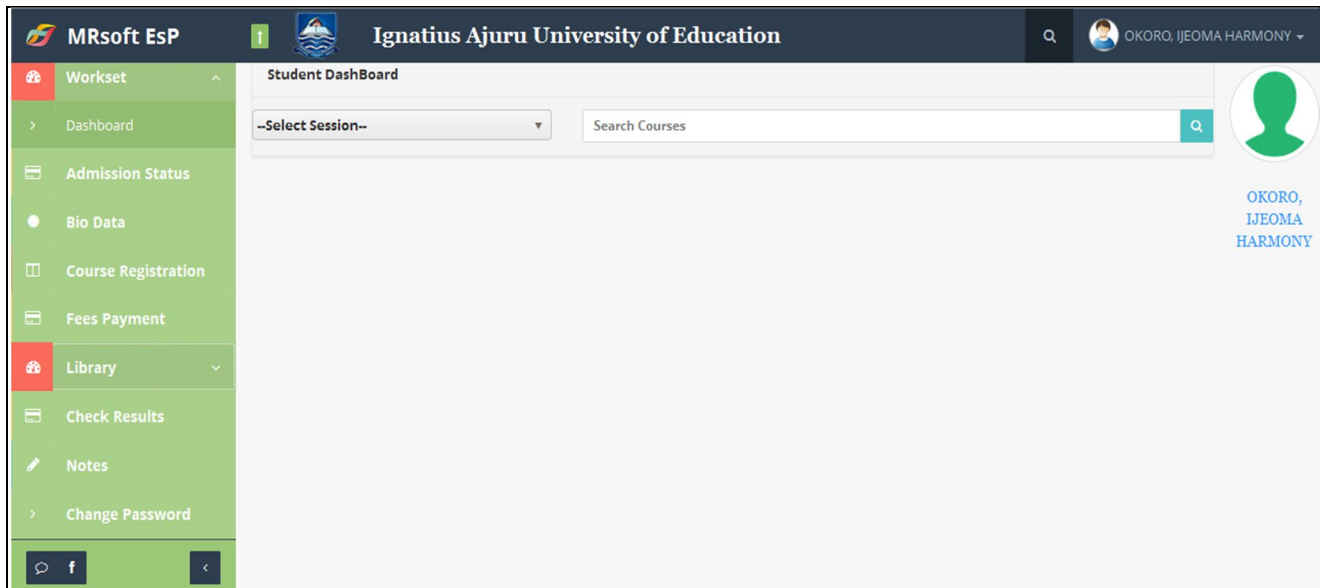 MRsoft EsP
Ignatius Ajuru University of Education
OKORO, IJEOMA HARMONY
Workset
Student DashBoard
Dashboard
--Select Session--
Search Courses
Admission Status
Bio Data
OKORO,
IJEOMA
HARMONY
Course Registration
Fees Payment
Library
Check Results
Notes
Change Password
f